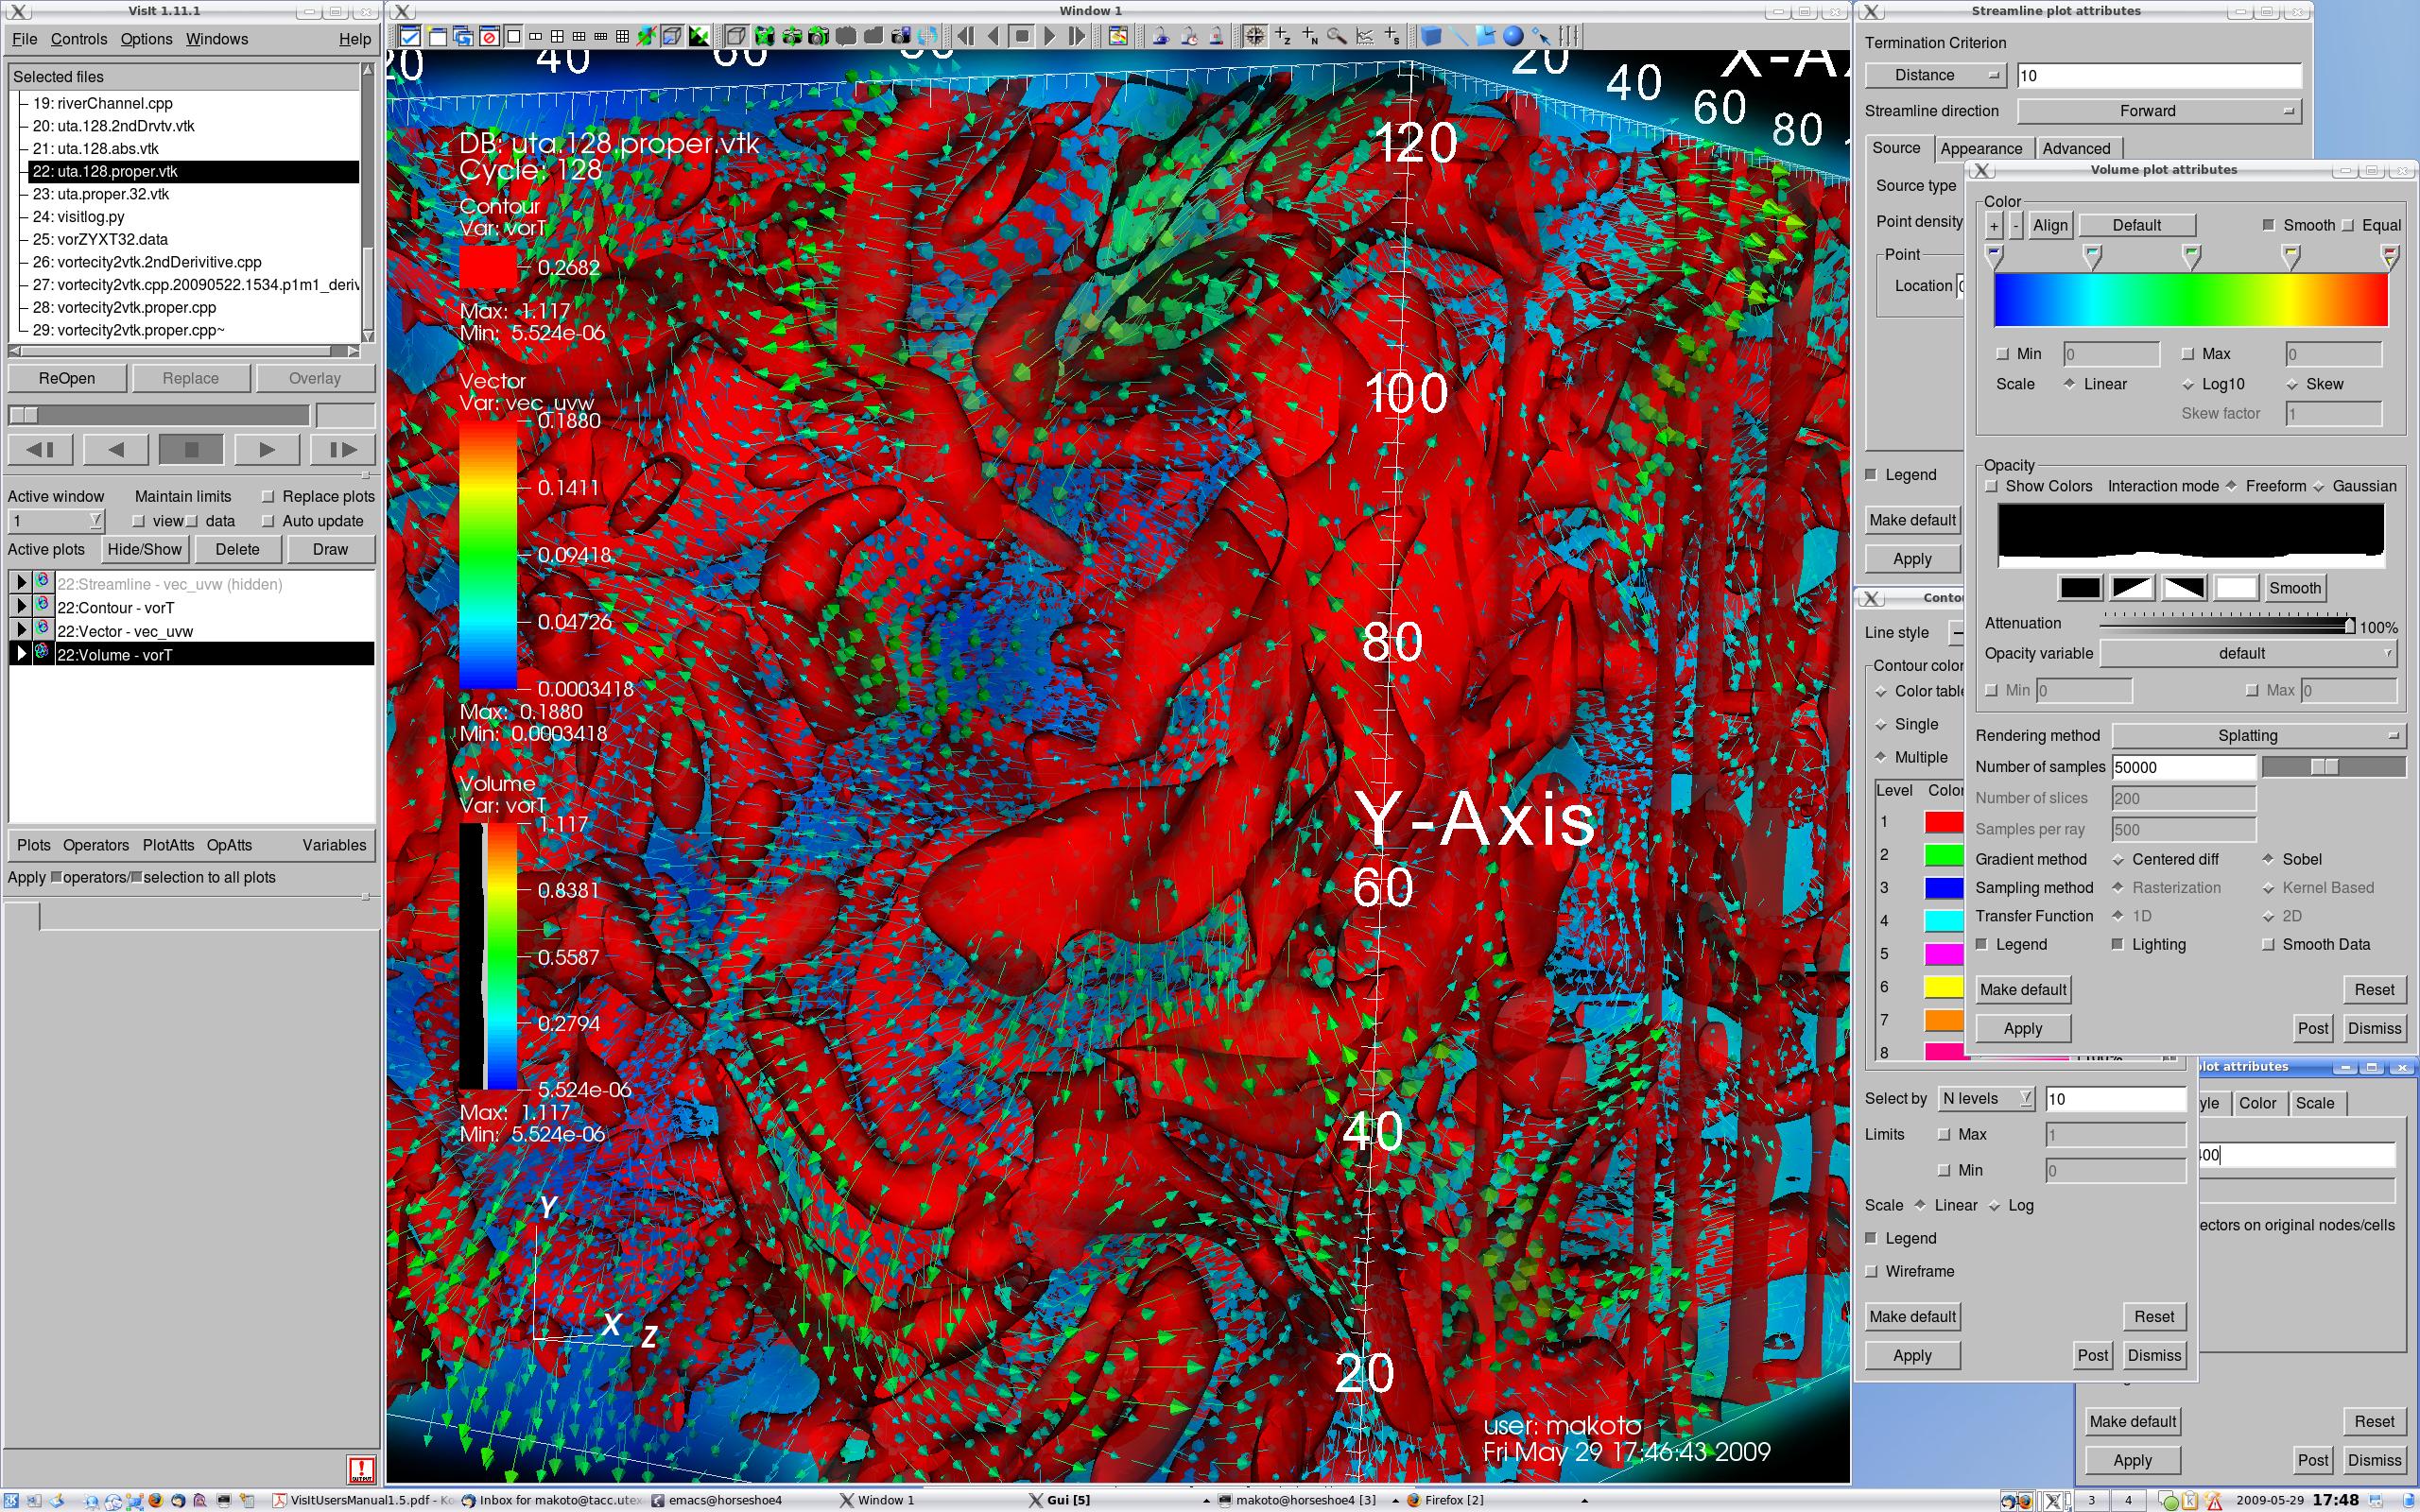 VisIt 1.11.1
File Controls Options Windows Help
Selected files
19: riverChannel.cpp
20: uta.128.2ndDrvtv.vtk
21: uta.128.abs.vtk
22: uta.128.proper.vtk
23: uta.proper.32.vtk
24: visitlog.py
25: vorZYXT32.data
26: vortecity2vtk.2ndDerivitive.cpp
27: vortecity2vtk.cpp.20090522.1534.p1m1_deriv
28: vortecity2vtk.proper.cpp
29: vortecity2vtk.proper.cpp~
ReOpen Replace Overlay
Active window Maintain limits Replace plots
1 view data Auto update
Active plots Hide/Show Delete Draw
22:Streamline - vec_uvw (hidden)
22:Contour - vorT
22:Vector - vec_uvw
22:Volume - vorT
Plots Operators PlotAtts OpAtts Variables
Apply operators/ selection to all plots
Window 1
20 40 60 80
20 40 60 80
X-A
DB: uta.128.proper.vtk
Cycle: 128
Contour
Var: vorT
0.2682
Max: 1.117
Min: 5.524e-06
Vector
Var: vec_uvw
0.1880
0.1411
0.09418
0.04726
0.0003418
Max: 0.1880
Min: 0.0003418
Volume
Var: vorT
1.117
0.8381
0.5587
0.2794
5.524e-06
Max: 1.117
Min: 5.524e-06
Y
X Z
120
100
80
Y-Axis
60
40
20
user: makoto
Fri May 29 17:46:43 2009
Streamline plot attributes
Termination Criterion
Distance 10
Streamline direction Forward
Source Appearance Advanced
Source type
Point density
Point
Location
Legend
Make default
Apply
Volume plot attributes
Color
+ - Align Default Smooth Equal
Min 0 Max 0
Scale Linear Log10 Skew
Skew factor 1
Opacity
Show Colors Interaction mode Freeform Gaussian
Smooth
Attenuation 100%
Opacity variable default
Min 0 Max 0
Rendering method Splatting
Number of samples 50000
Number of slices 200
Samples per ray 500
Gradient method Centered diff Sobel
Sampling method Rasterization Kernel Based
Transfer Function 1D 2D
Legend Lighting Smooth Data
Make default Reset
Apply Post Dismiss
Contou
Line style
Contour color
Color table
Single
Multiple
Level Color
1
2
3
4
5
6
7
8
Select by N levels 10
Limits Max 1
Min 0
Scale Linear Log
Legend
Wireframe
Make default Reset
Apply Post Dismiss
plot attributes
yle Color Scale
400
ectors on original nodes/cells
Make default Reset
Apply Post Dismiss
VisItUsersManual1.5.pdf - Ko
Inbox for makoto@tacc.utex
emacs@horseshoe4
Window 1
Gui [5]
makoto@horseshoe4 [3]
Firefox [2]
3 4
2009-05-29 17:48